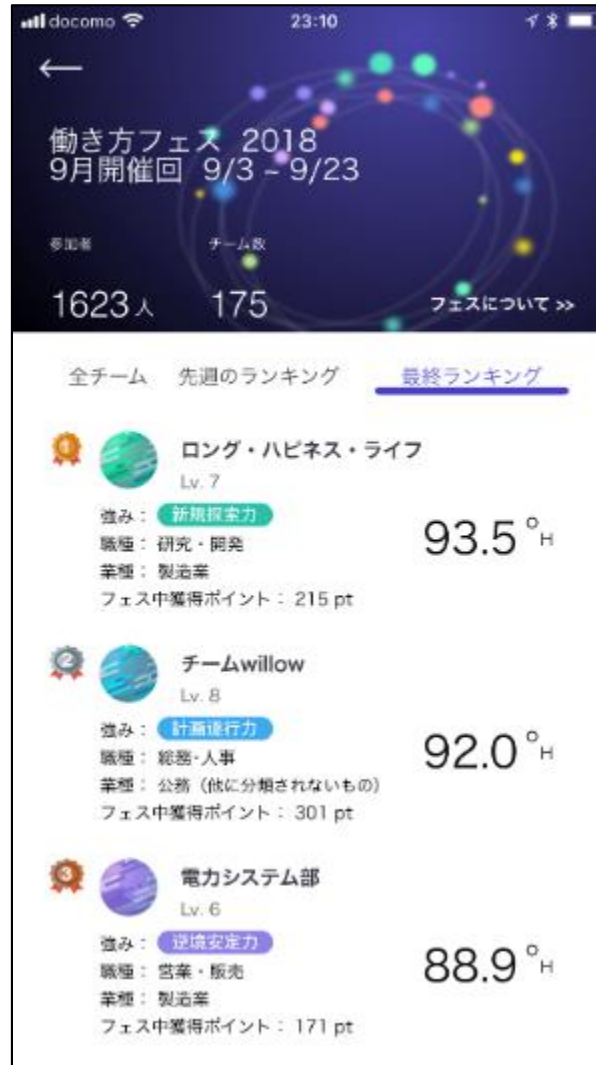 docomo 23:10
働き方フェス 2018
9月開催回 9/3 ~ 9/23
参加者 チーム数
1623人 175 フェスについて >>
全チーム 先週のランキング 最終ランキング
1 ロング・ハピネス・ライフ
Lv. 7
強み： 新規探索力
93.5 °H
職種： 研究・開発
業種： 製造業
フェス中獲得ポイント： 215 pt
2 チームwillow
Lv. 8
強み： 計画遂行力
92.0 °H
職種： 総務・人事
業種： 公務（他に分類されないもの）
フェス中獲得ポイント： 301 pt
3 電力システム部
Lv. 6
強み： 逆境安定力
88.9 °H
職種： 営業・販売
業種： 製造業
フェス中獲得ポイント： 171 pt